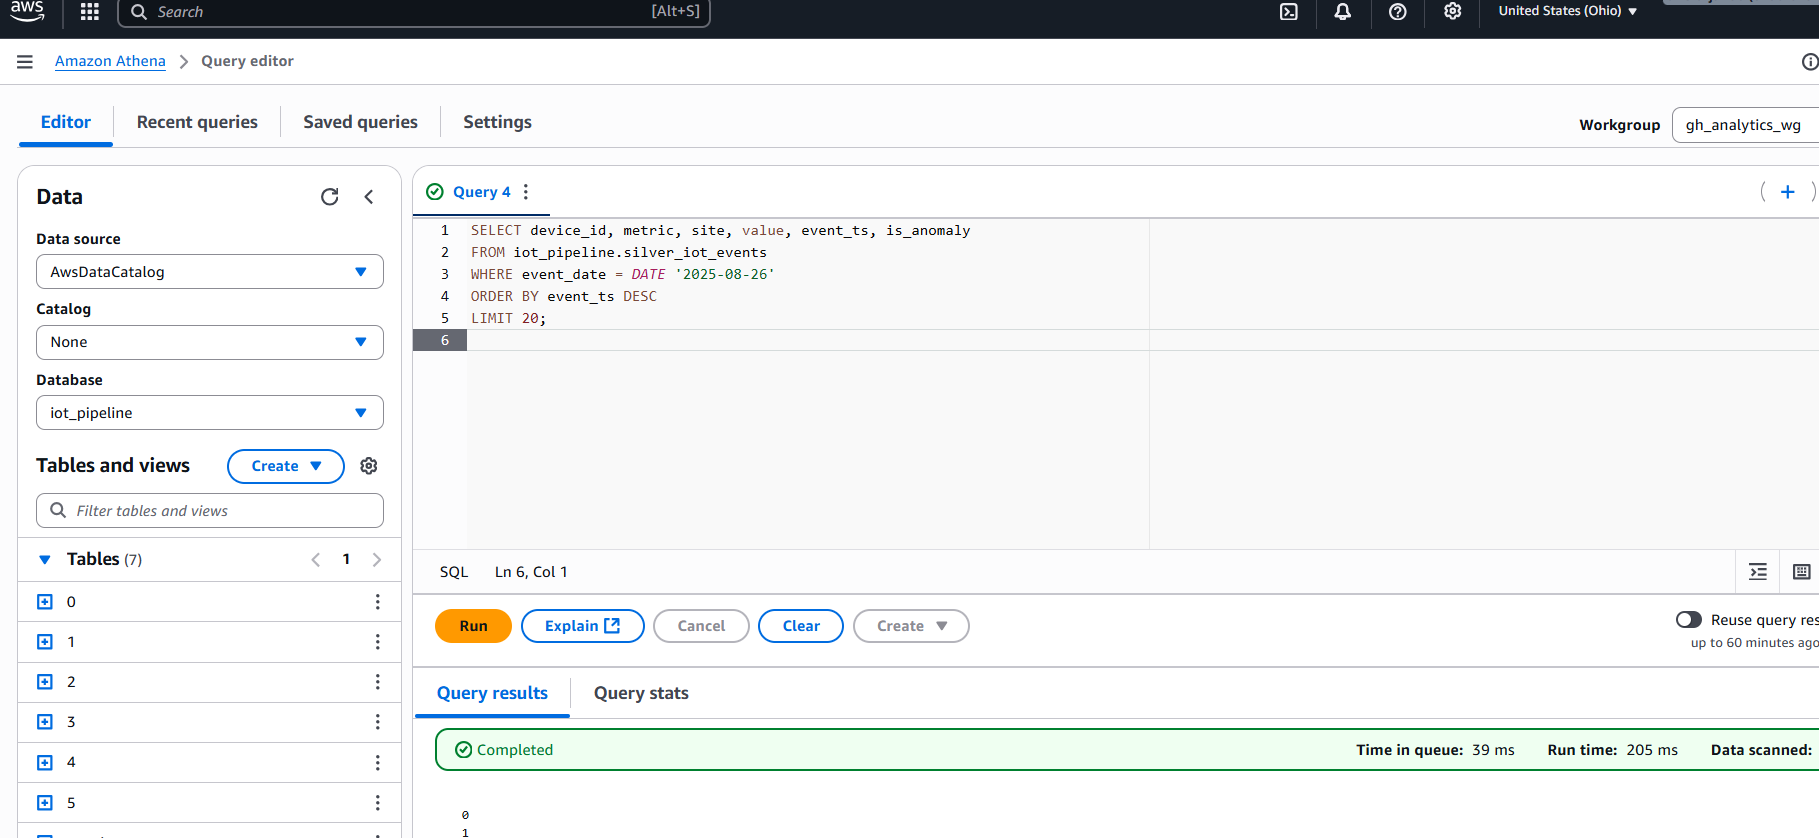 aws
Search
[Alt+S]
United States (Ohio)
Amazon Athena
Query editor
Editor
Recent queries
Saved queries
Settings
Workgroup
gh_analytics_wg
Data
Data source
AwsDataCatalog
Catalog
None
Database
iot_pipeline
Tables and views
Create
Filter tables and views
Tables (7)
1
0
1
2
3
4
5
Query 4
1 SELECT device_id, metric, site, value, event_ts, is_anomaly
2 FROM iot_pipeline.silver_iot_events
3 WHERE event_date = DATE '2025-08-26'
4 ORDER BY event_ts DESC
5 LIMIT 20;
6
SQL
Ln 6, Col 1
Run
Explain
Cancel
Clear
Create
Reuse query res
up to 60 minutes ago
Query results
Query stats
Completed
Time in queue: 39 ms
Run time: 205 ms
Data scanned:
0
1